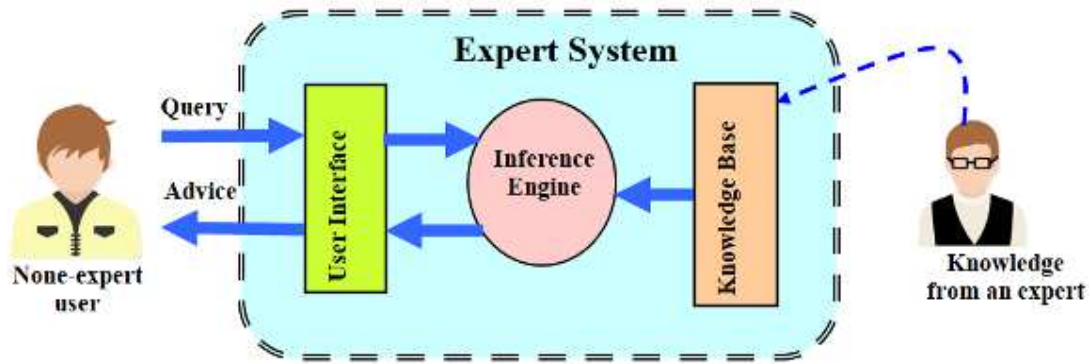 Expert System
Query
Advice
None-expert
user
User Interface
Inference
Engine
Knowledge Base
Knowledge
from an expert